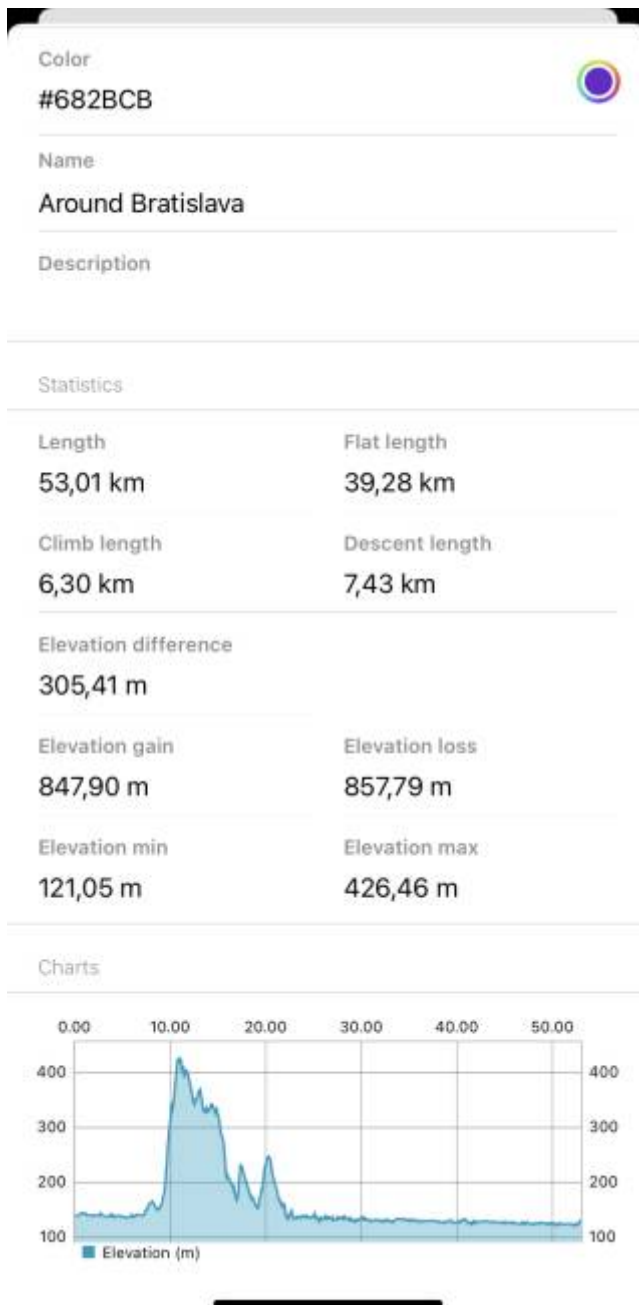 Color
#682BCB
Name
Around Bratislava
Description
Statistics
Length Flat length
53,01 km 39,28 km
Climb length Descent length
6,30 km 7,43 km
Elevation difference
305,41 m
Elevation gain Elevation loss
847,90 m 857,79 m
Elevation min Elevation max
121,05 m 426,46 m
Charts
0.00 10.00 20.00 30.00 40.00 50.00
400 400
300 300
200 200
100 100
Elevation (m)